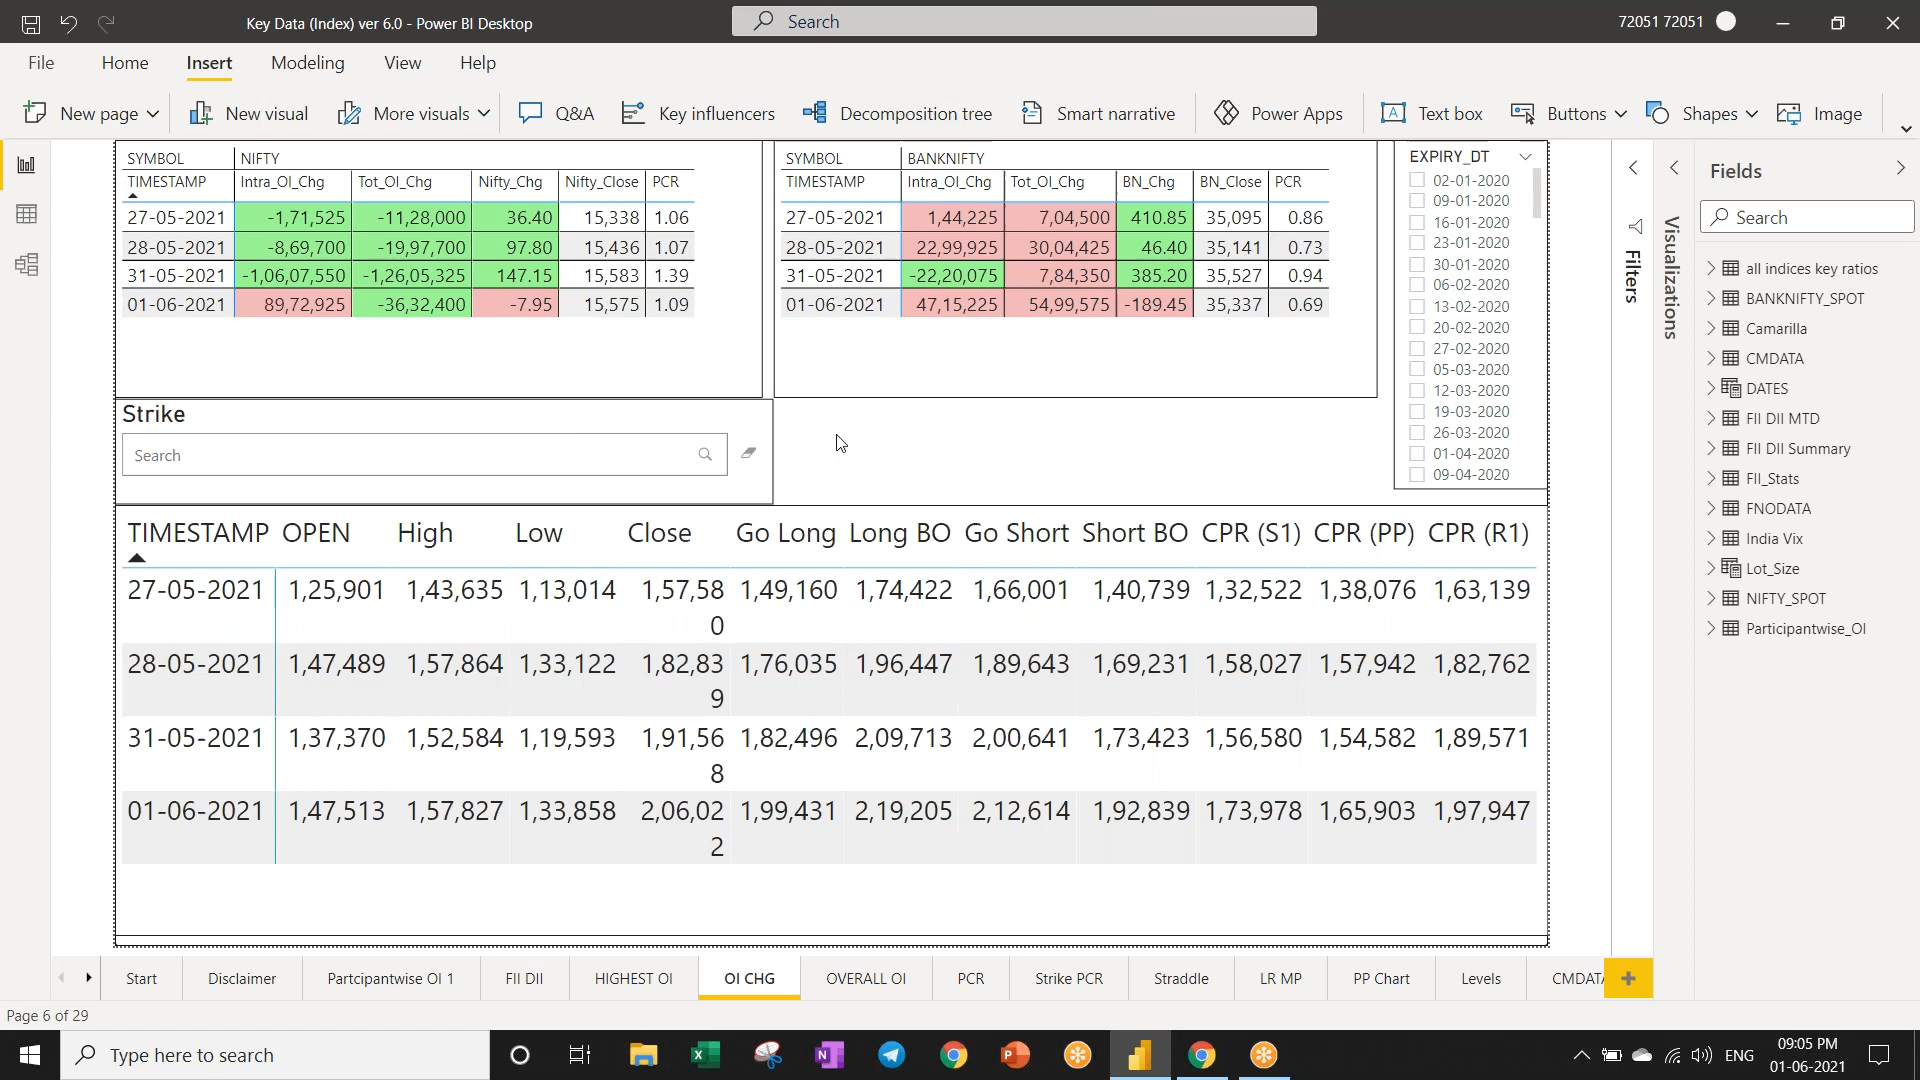 Key Data (Index) ver 6.0 - Power BI Desktop
Search
72051 72051
File Home Insert Modeling View Help
New page New visual More visuals Q&A Key influencers Decomposition tree Smart narrative Power Apps Text box Buttons Shapes Image
SYMBOL NIFTY
TIMESTAMP Intra_OI_Chg Tot_OI_Chg Nifty_Chg Nifty_Close PCR
27-05-2021 -1,71,525 -11,28,000 36.40 15,338 1.06
28-05-2021 -8,69,700 -19,97,700 97.80 15,436 1.07
31-05-2021 -1,06,07,550 -1,26,05,325 147.15 15,583 1.39
01-06-2021 89,72,925 -36,32,400 -7.95 15,575 1.09
SYMBOL BANKNIFTY
TIMESTAMP Intra_OI_Chg Tot_OI_Chg BN_Chg BN_Close PCR
27-05-2021 1,44,225 7,04,500 410.85 35,095 0.86
28-05-2021 22,99,925 30,04,425 46.40 35,141 0.73
31-05-2021 -22,20,075 7,84,350 385.20 35,527 0.94
01-06-2021 47,15,225 54,99,575 -189.45 35,337 0.69
EXPIRY_DT
02-01-2020
09-01-2020
16-01-2020
23-01-2020
30-01-2020
06-02-2020
13-02-2020
20-02-2020
27-02-2020
05-03-2020
12-03-2020
19-03-2020
26-03-2020
01-04-2020
09-04-2020
Strike
Search
TIMESTAMP OPEN High Low Close Go Long Long BO Go Short Short BO CPR (S1) CPR (PP) CPR (R1)
27-05-2021 1,25,901 1,43,635 1,13,014 1,57,58 1,49,160 1,74,422 1,66,001 1,40,739 1,32,522 1,38,076 1,63,139
0
28-05-2021 1,47,489 1,57,864 1,33,122 1,82,83 1,76,035 1,96,447 1,89,643 1,69,231 1,58,027 1,57,942 1,82,762
9
31-05-2021 1,37,370 1,52,584 1,19,593 1,91,56 1,82,496 2,09,713 2,00,641 1,73,423 1,56,580 1,54,582 1,89,571
8
01-06-2021 1,47,513 1,57,827 1,33,858 2,06,02 1,99,431 2,19,205 2,12,614 1,92,839 1,73,978 1,65,903 1,97,947
2
Filters
Visualizations
Fields
Search
all indices key ratios
BANKNIFTY_SPOT
Camarilla
CMDATA
DATES
FII DII MTD
FII DII Summary
FII_Stats
FNODATA
India Vix
Lot_Size
NIFTY_SPOT
Participantwise_OI
Start Disclaimer Partcipantwise OI 1 FII DII HIGHEST OI OI CHG OVERALL OI PCR Strike PCR Straddle LR MP PP Chart Levels CMDATA
Page 6 of 29
Type here to search
ENG
09:05 PM
01-06-2021